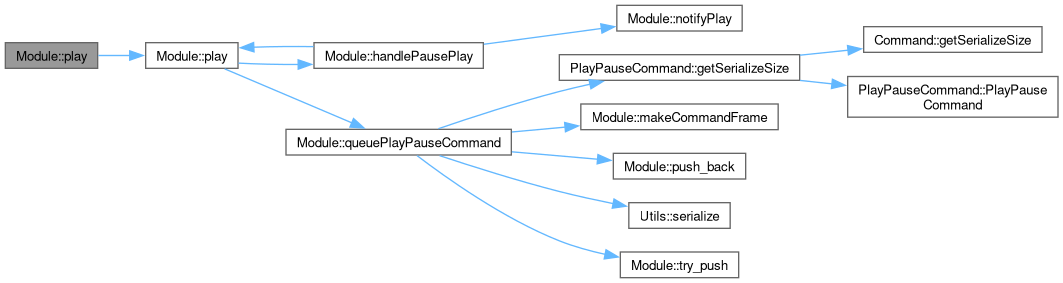 Module::play
Module::play
Module::handlePausePlay
Module::notifyPlay
Module::queuePlayPauseCommand
PlayPauseCommand::getSerializeSize
Command::getSerializeSize
PlayPauseCommand::PlayPause
Command
Module::makeCommandFrame
Module::push_back
Utils::serialize
Module::try_push